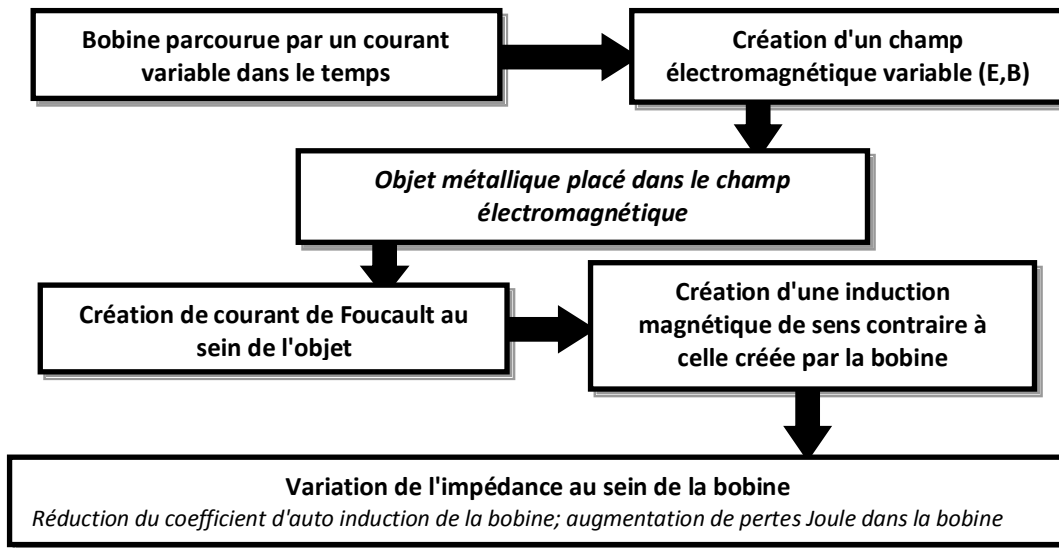 Bobine parcourue par un courant
variable dans le temps
Création d'un champ
électromagnétique variable (E,B)
Objet métallique placé dans le champ
électromagnétique
Création de courant de Foucault au
sein de l'objet
Création d'une induction
magnétique de sens contraire à
celle créée par la bobine
Variation de l'impédance au sein de la bobine
Réduction du coefficient d'auto induction de la bobine; augmentation de pertes Joule dans la bobine